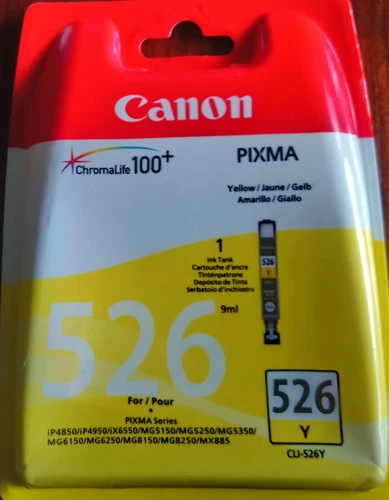 Canon
ChromaLife 100+
PIXMA
Yellow / Jaune / Gelb
Amarillo / Giallo
1
Ink Tank
Cartouche d'encre
Tintenpatrone
Depósito de Tinta
Serbatoio d'inchiostro
9ml
526
Y
526
For / Pour
PIXMA Series
iP4850/iP4950/iX6550/MG5150/MG5250/MG5350/
MG6150/MG6250/MG8150/MG8250/MX885
526
Y
CLI-526Y